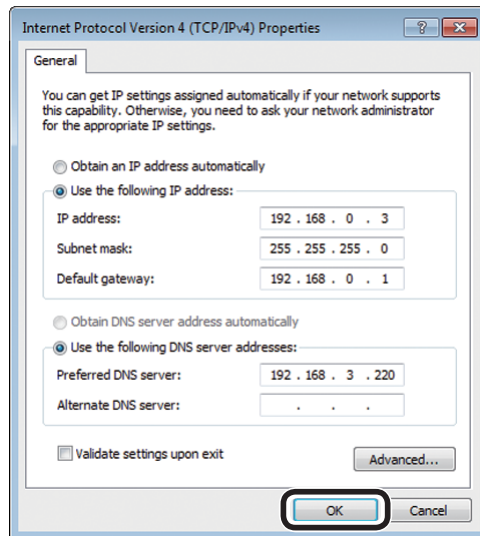 Internet Protocol Version 4 (TCP/IPv4) Properties
?
General
You can get IP settings assigned automatically if your network supports
this capability. Otherwise, you need to ask your network administrator
for the appropriate IP settings.
Obtain an IP address automatically
Use the following IP address:
IP address: 192 . 168 . 0 . 3
Subnet mask: 255 . 255 . 255 . 0
Default gateway: 192 . 168 . 0 . 1
Obtain DNS server address automatically
Use the following DNS server addresses:
Preferred DNS server: 192 . 168 . 3 . 220
Alternate DNS server: . . .
Validate settings upon exit
Advanced...
OK Cancel